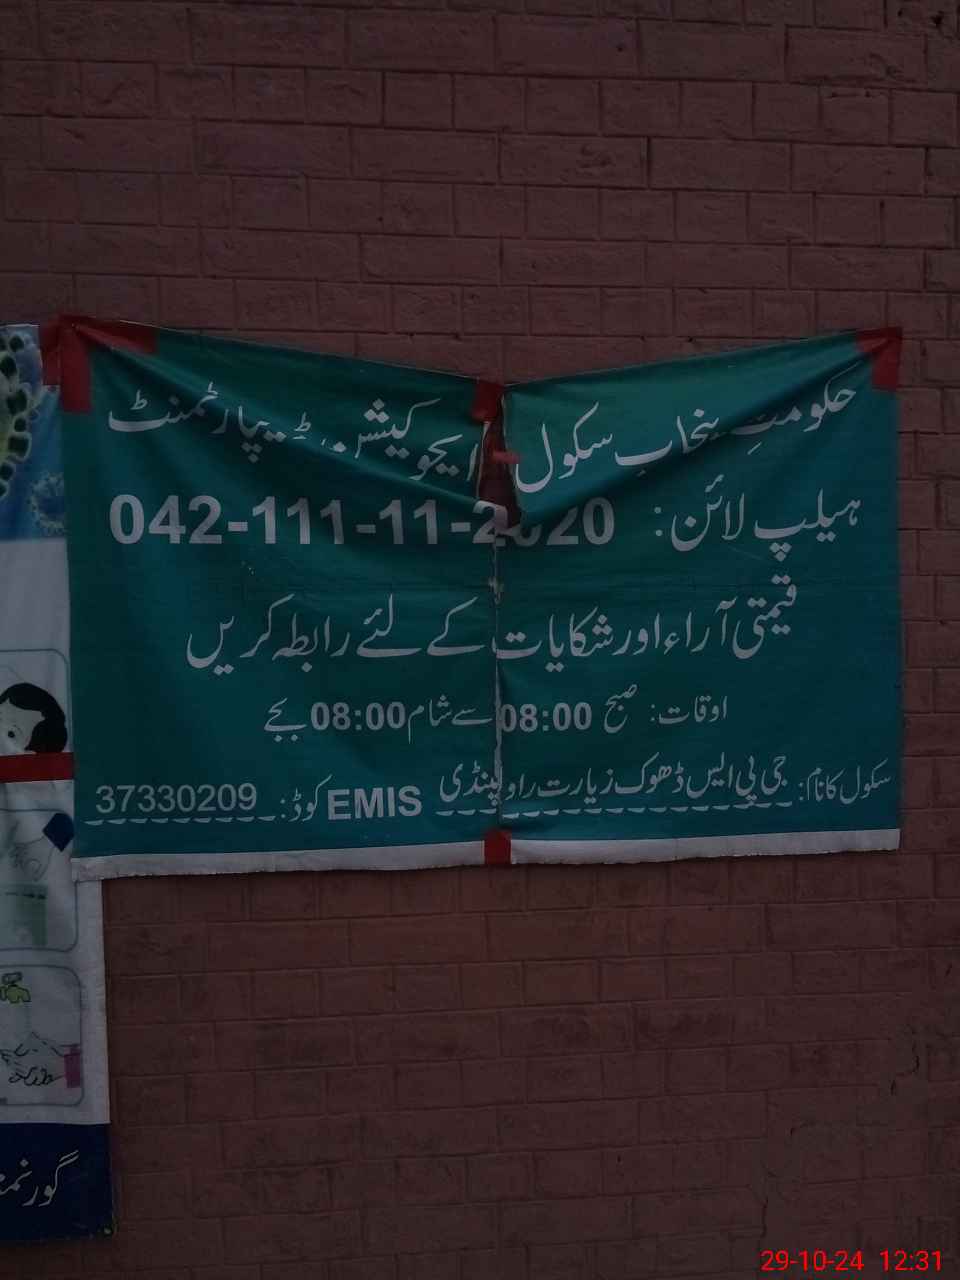 حکومتِ پنجاب سکول ایجوکیشن ڈیپارٹمنٹ
ہیلپ لائن: 042-111-11-2020
قیمتی آراء اور شکایات کے لئے رابطہ کریں
اوقات: صبح 08:00 سے شام 08:00 بجے
سکول کا نام: جی پی ایس ڈھوک زیارت راولپنڈی EMIS کوڈ: 37330209
29-10-24 12:31